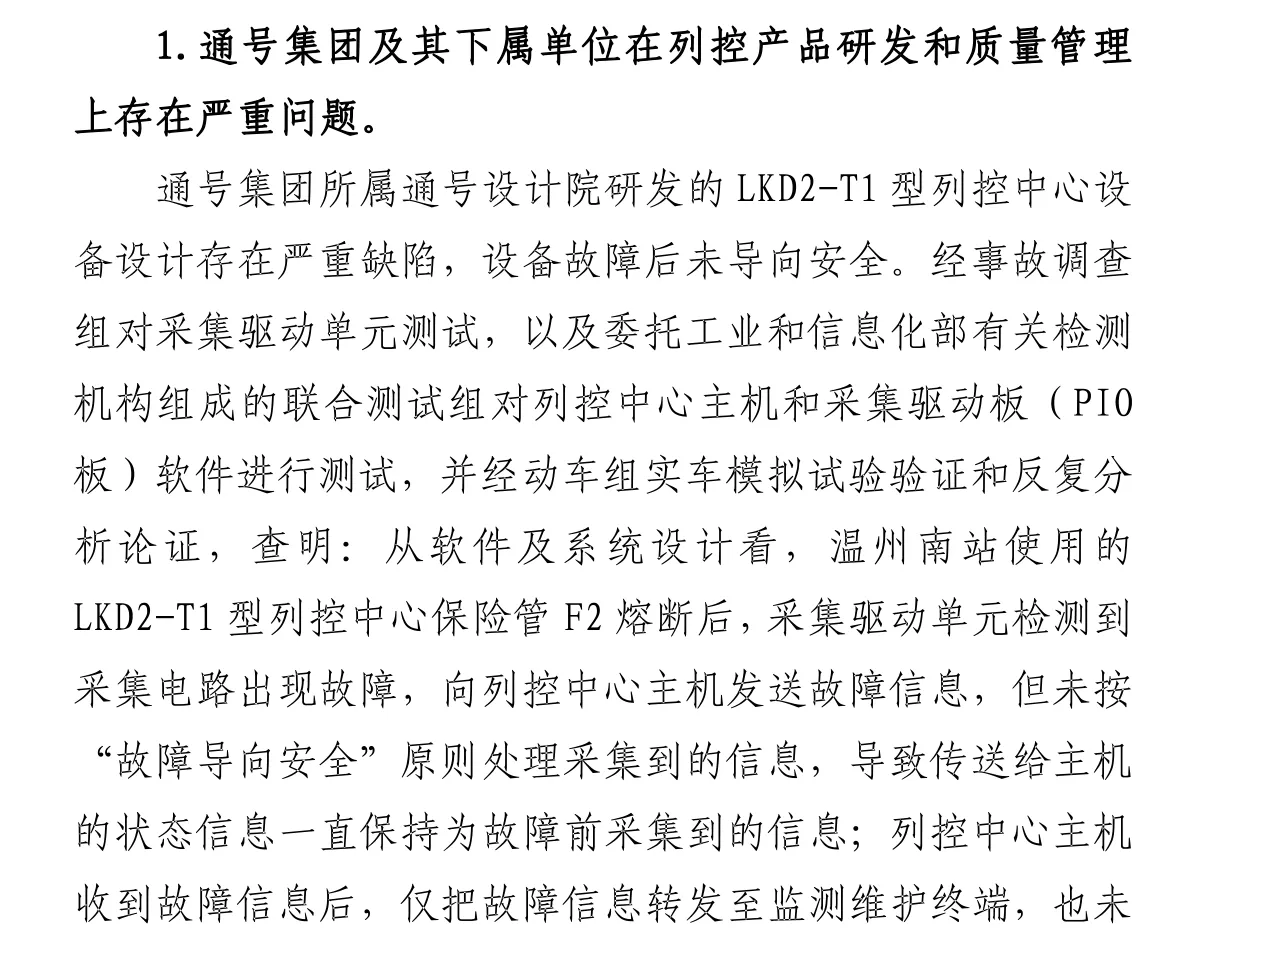 1.通号集团及其下属单位在列控产品研发和质量管理
上存在严重问题。
通号集团所属通号设计院研发的 LKD2-T1 型列控中心设
备设计存在严重缺陷，设备故障后未导向安全。经事故调查
组对采集驱动单元测试，以及委托工业和信息化部有关检测
机构组成的联合测试组对列控中心主机和采集驱动板（PIO
板）软件进行测试，并经动车组实车模拟试验验证和反复分
析论证，查明：从软件及系统设计看，温州南站使用的
LKD2-T1 型列控中心保险管 F2 熔断后，采集驱动单元检测到
采集电路出现故障，向列控中心主机发送故障信息，但未按
“故障导向安全”原则处理采集到的信息，导致传送给主机
的状态信息一直保持为故障前采集到的信息；列控中心主机
收到故障信息后，仅把故障信息转发至监测维护终端，也未